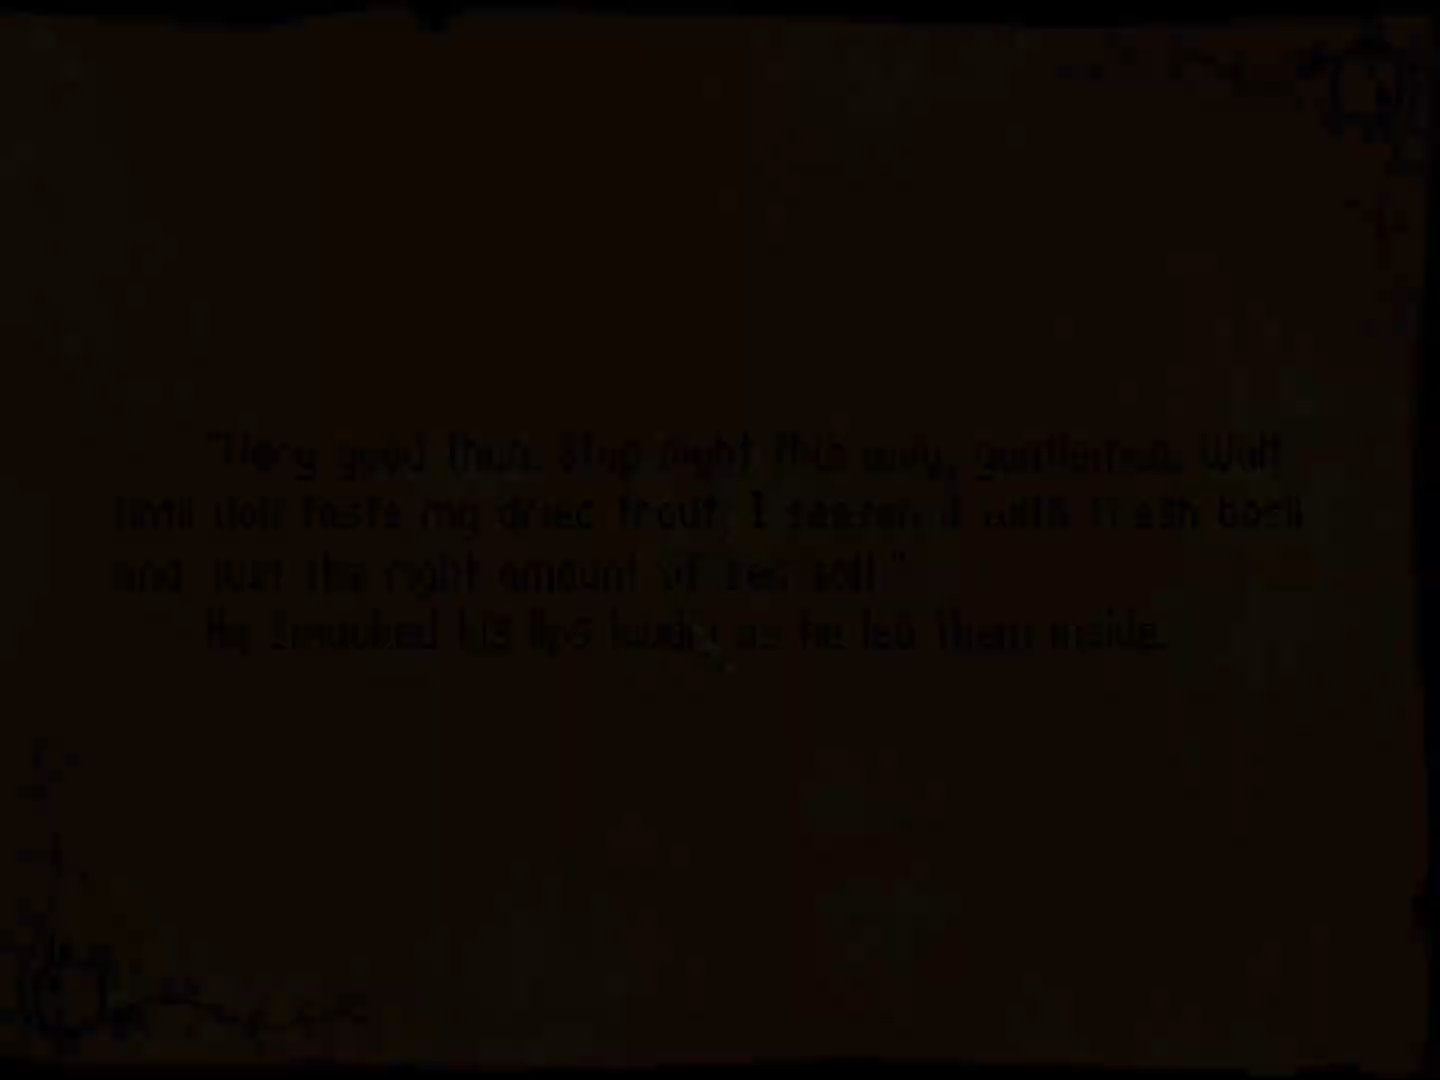 "Very good then. Step right this way, gentlemen. Wait
until you taste my dried trout. I season it with fresh basil
and just the right amount of sea salt."
He smacked his lips loudly as he led them inside.